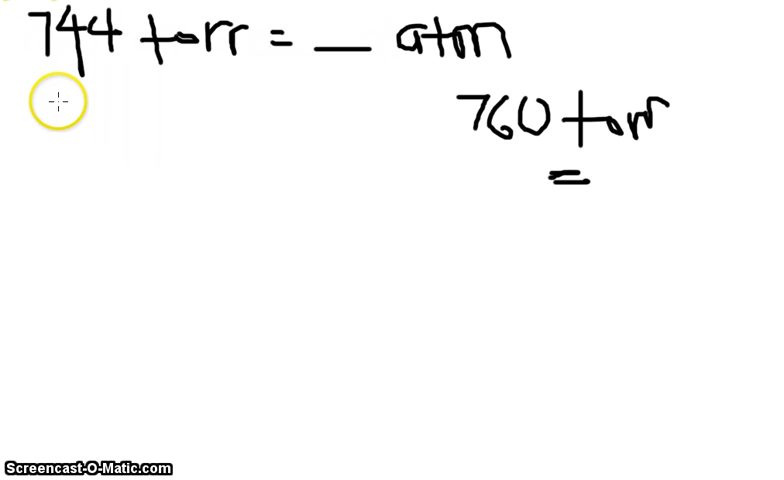 744 torr = __ atm
760 torr
=
Screencast-O-Matic.com